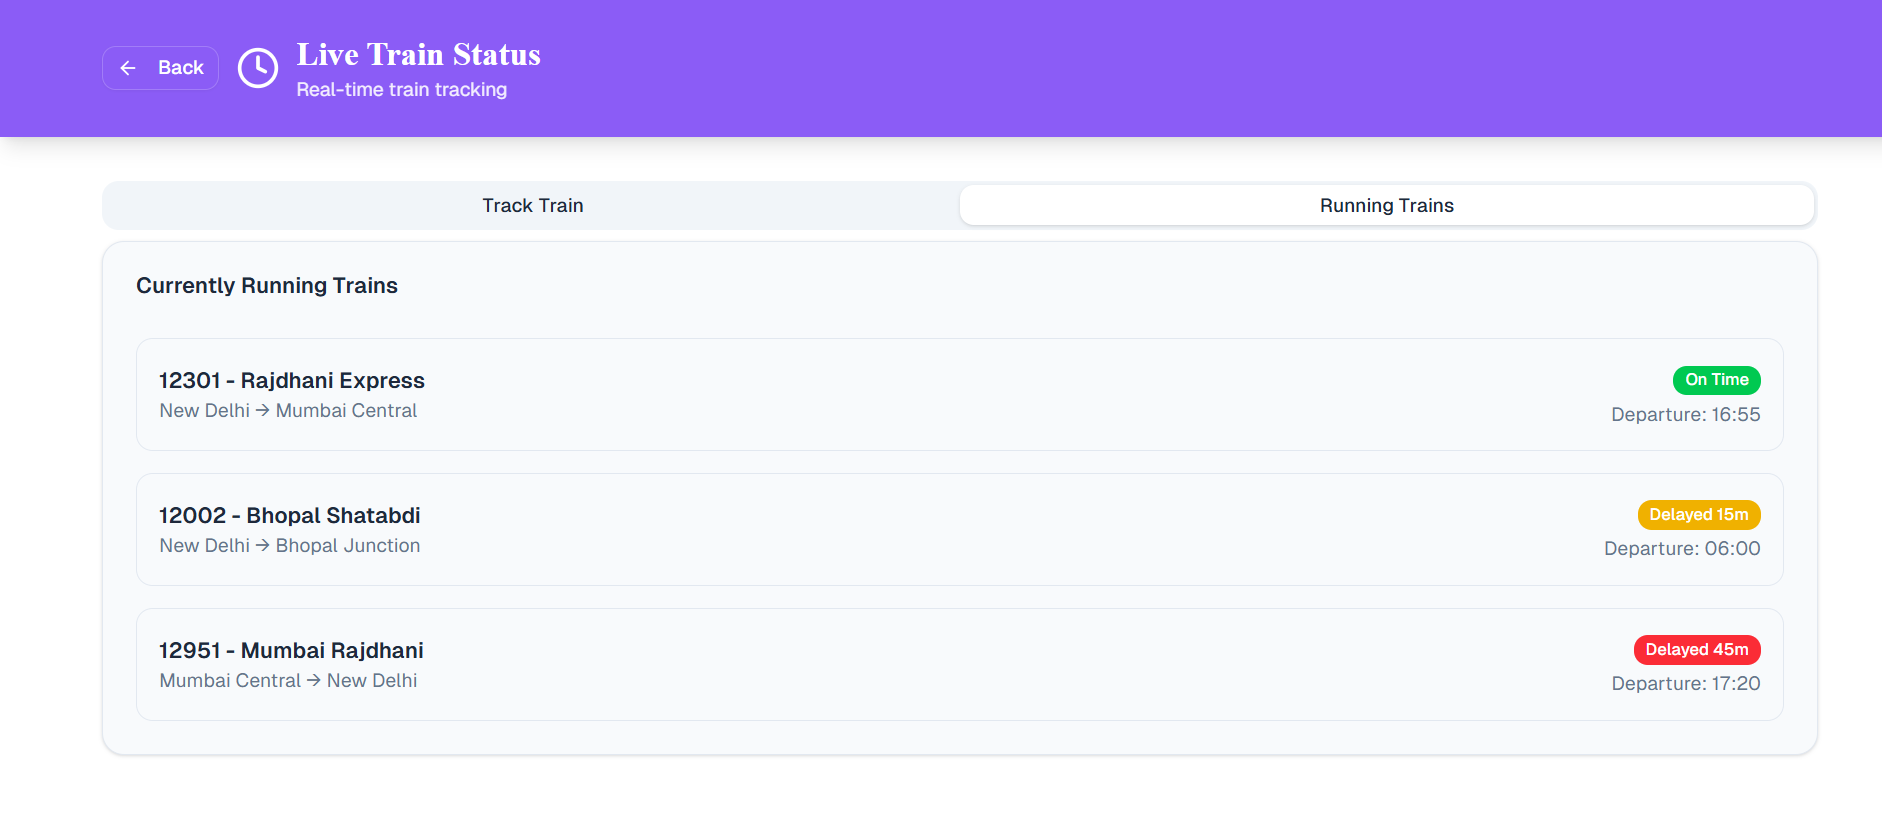 Back
Live Train Status
Real-time train tracking
Track Train
Running Trains
Currently Running Trains
12301 - Rajdhani Express
New Delhi → Mumbai Central
On Time
Departure: 16:55
12002 - Bhopal Shatabdi
New Delhi → Bhopal Junction
Delayed 15m
Departure: 06:00
12951 - Mumbai Rajdhani
Mumbai Central → New Delhi
Delayed 45m
Departure: 17:20